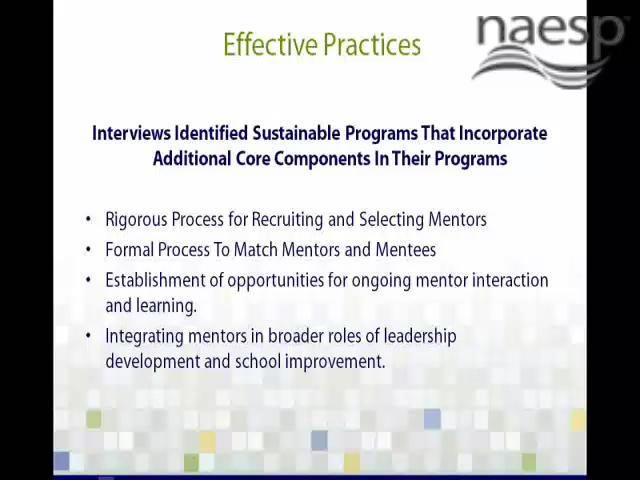 naesp
Effective Practices
Interviews Identified Sustainable Programs That Incorporate
Additional Core Components In Their Programs
• Rigorous Process for Recruiting and Selecting Mentors
• Formal Process To Match Mentors and Mentees
• Establishment of opportunities for ongoing mentor interaction
and learning.
• Integrating mentors in broader roles of leadership
development and school improvement.